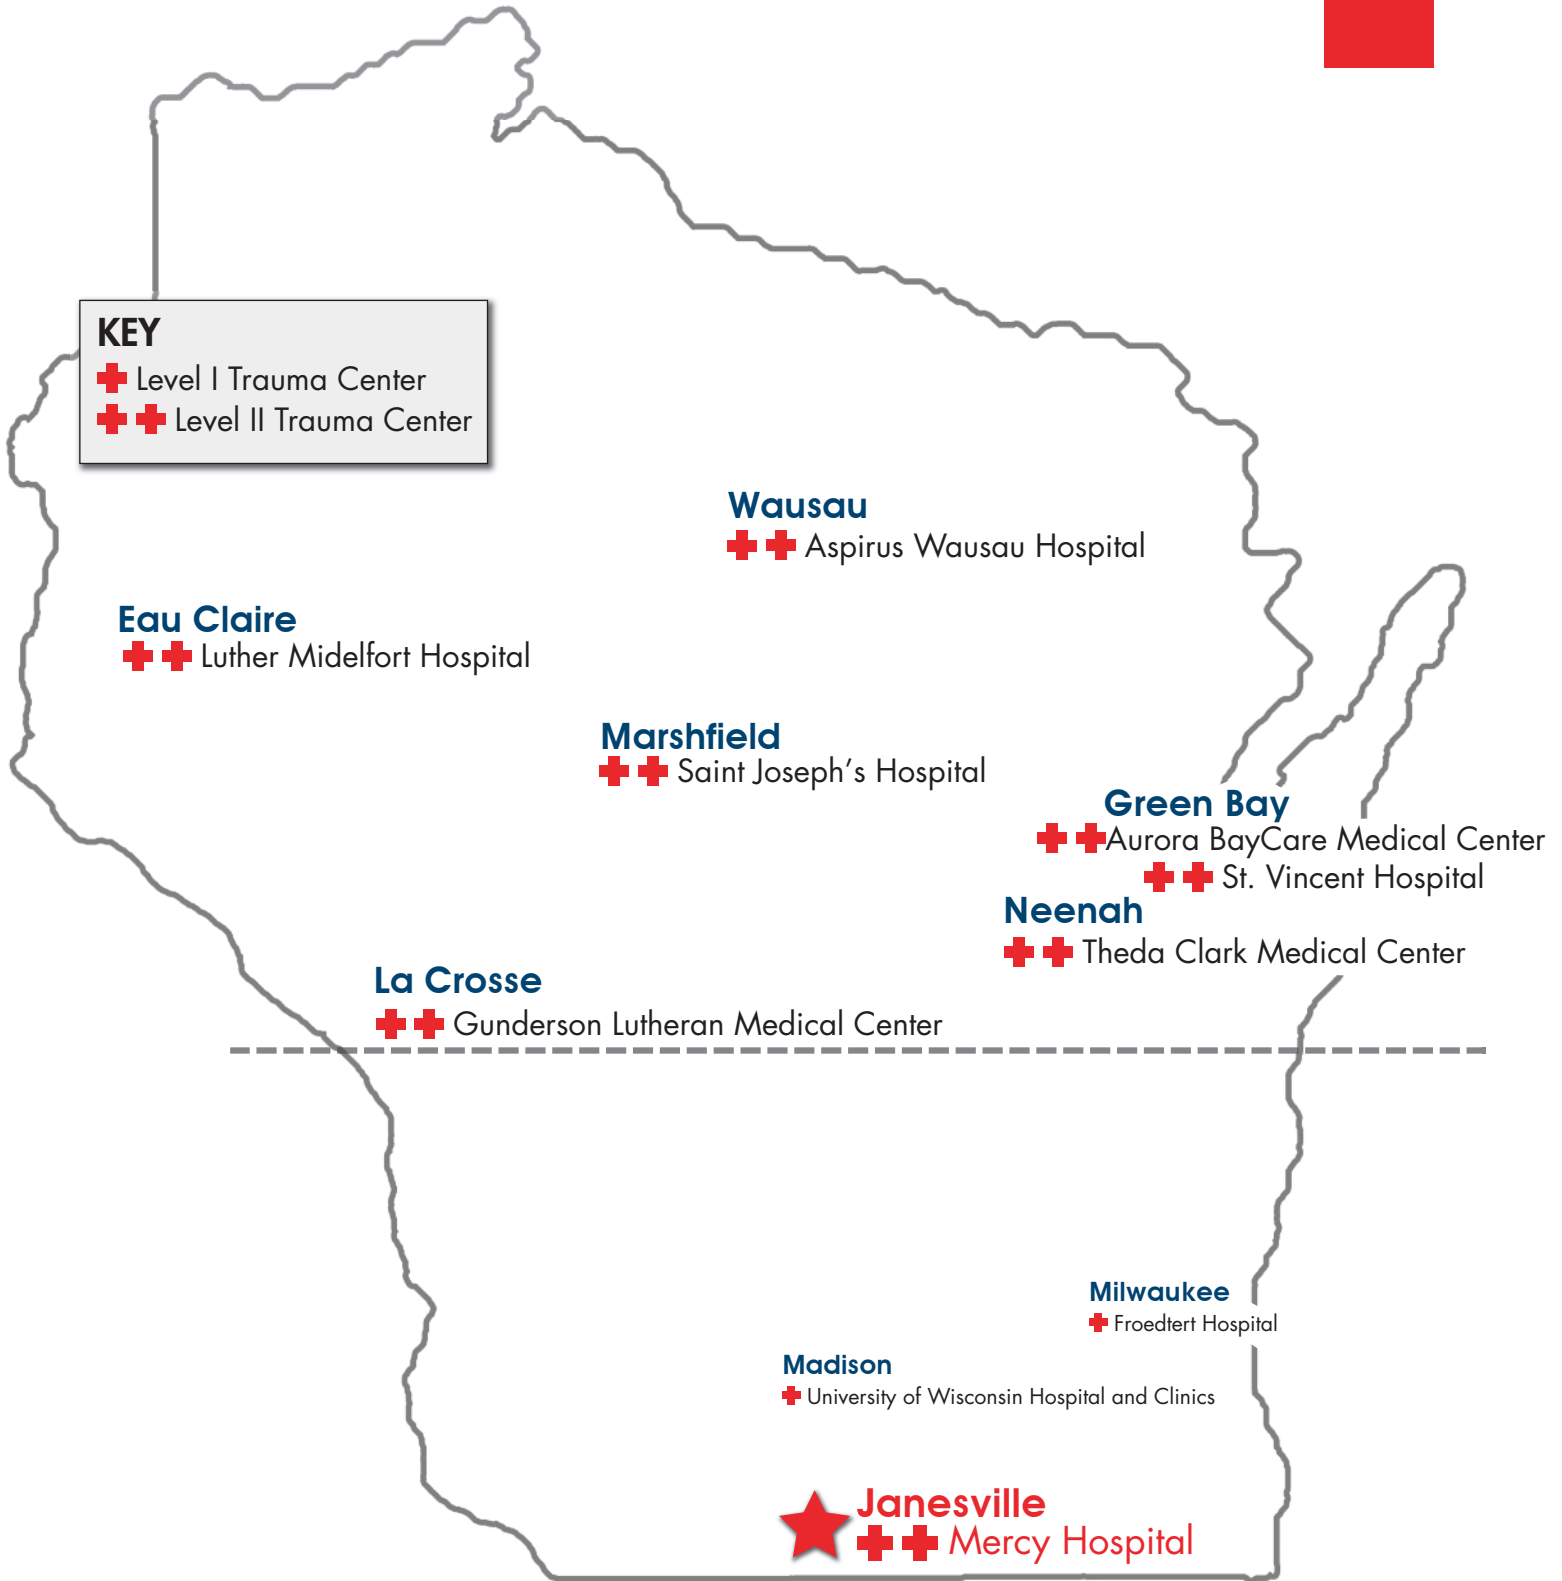 KEY
Level I Trauma Center
Level II Trauma Center
Wausau
Aspirus Wausau Hospital
Eau Claire
Luther Midelfort Hospital
Marshfield
Saint Joseph's Hospital
Green Bay
Aurora BayCare Medical Center
St. Vincent Hospital
Neenah
Theda Clark Medical Center
La Crosse
Gunderson Lutheran Medical Center
Milwaukee
Froedtert Hospital
Madison
University of Wisconsin Hospital and Clinics
Janesville
Mercy Hospital